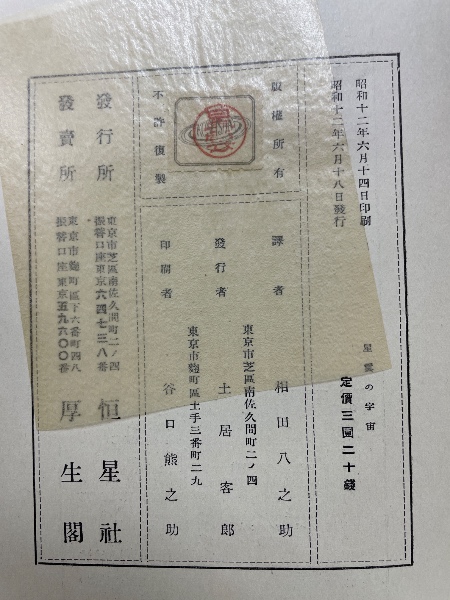 昭和十二年六月十四日印刷
昭和十二年六月十八日發行
星雲の宇宙
定價三圓二十錢
版權所有
不許復製
譯者 相田八之助
東京市芝區南佐久間町二ノ四
發行者 土居客郎
東京市麴町區土手三番町二九
印刷者 谷口熊之助
發行所 東京市芝區南佐久間町二ノ四
振替口座東京六四七三八番 恒星社
發賣所 東京市麴町區下六番町四八
振替口座東京五九六〇〇番 厚生閣